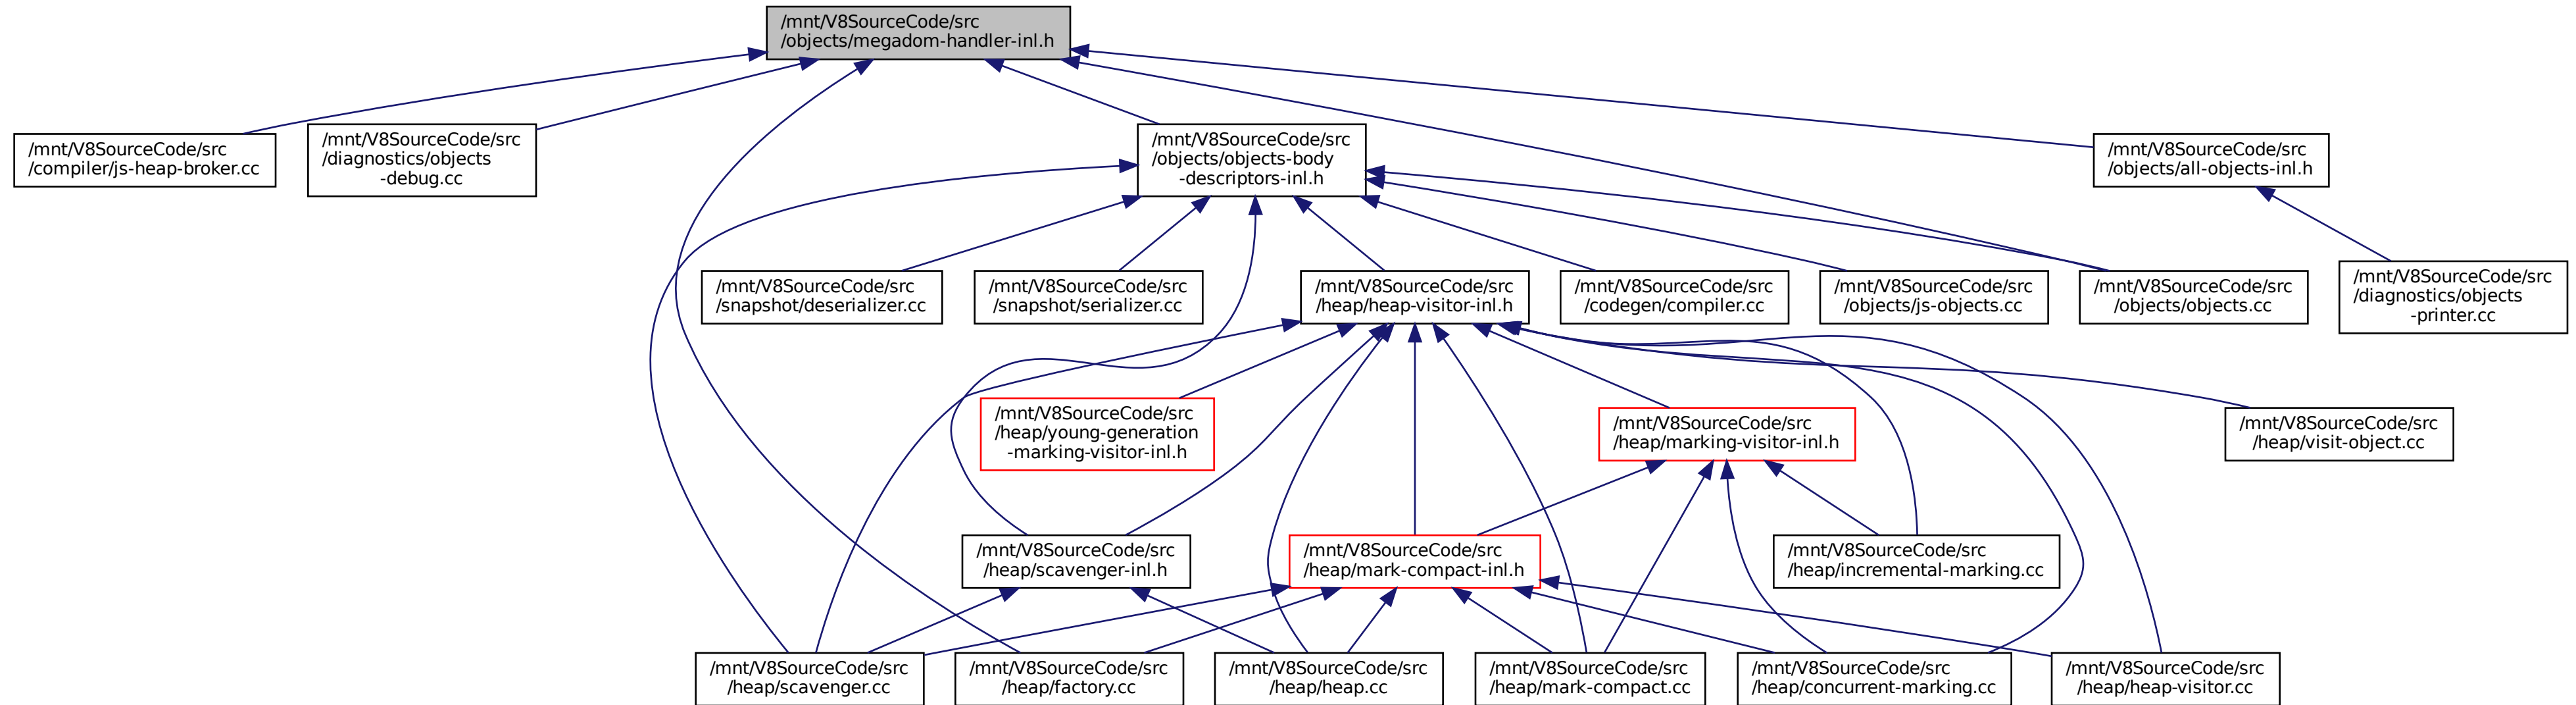 /mnt/V8SourceCode/src
/objects/megadom-handler-inl.h
/mnt/V8SourceCode/src
/compiler/js-heap-broker.cc
/mnt/V8SourceCode/src
/diagnostics/objects
-debug.cc
/mnt/V8SourceCode/src
/objects/objects-body
-descriptors-inl.h
/mnt/V8SourceCode/src
/objects/all-objects-inl.h
/mnt/V8SourceCode/src
/snapshot/deserializer.cc
/mnt/V8SourceCode/src
/snapshot/serializer.cc
/mnt/V8SourceCode/src
/heap/heap-visitor-inl.h
/mnt/V8SourceCode/src
/codegen/compiler.cc
/mnt/V8SourceCode/src
/objects/js-objects.cc
/mnt/V8SourceCode/src
/objects/objects.cc
/mnt/V8SourceCode/src
/diagnostics/objects
-printer.cc
/mnt/V8SourceCode/src
/heap/young-generation
-marking-visitor-inl.h
/mnt/V8SourceCode/src
/heap/marking-visitor-inl.h
/mnt/V8SourceCode/src
/heap/visit-object.cc
/mnt/V8SourceCode/src
/heap/scavenger-inl.h
/mnt/V8SourceCode/src
/heap/mark-compact-inl.h
/mnt/V8SourceCode/src
/heap/incremental-marking.cc
/mnt/V8SourceCode/src
/heap/scavenger.cc
/mnt/V8SourceCode/src
/heap/factory.cc
/mnt/V8SourceCode/src
/heap/heap.cc
/mnt/V8SourceCode/src
/heap/mark-compact.cc
/mnt/V8SourceCode/src
/heap/concurrent-marking.cc
/mnt/V8SourceCode/src
/heap/heap-visitor.cc